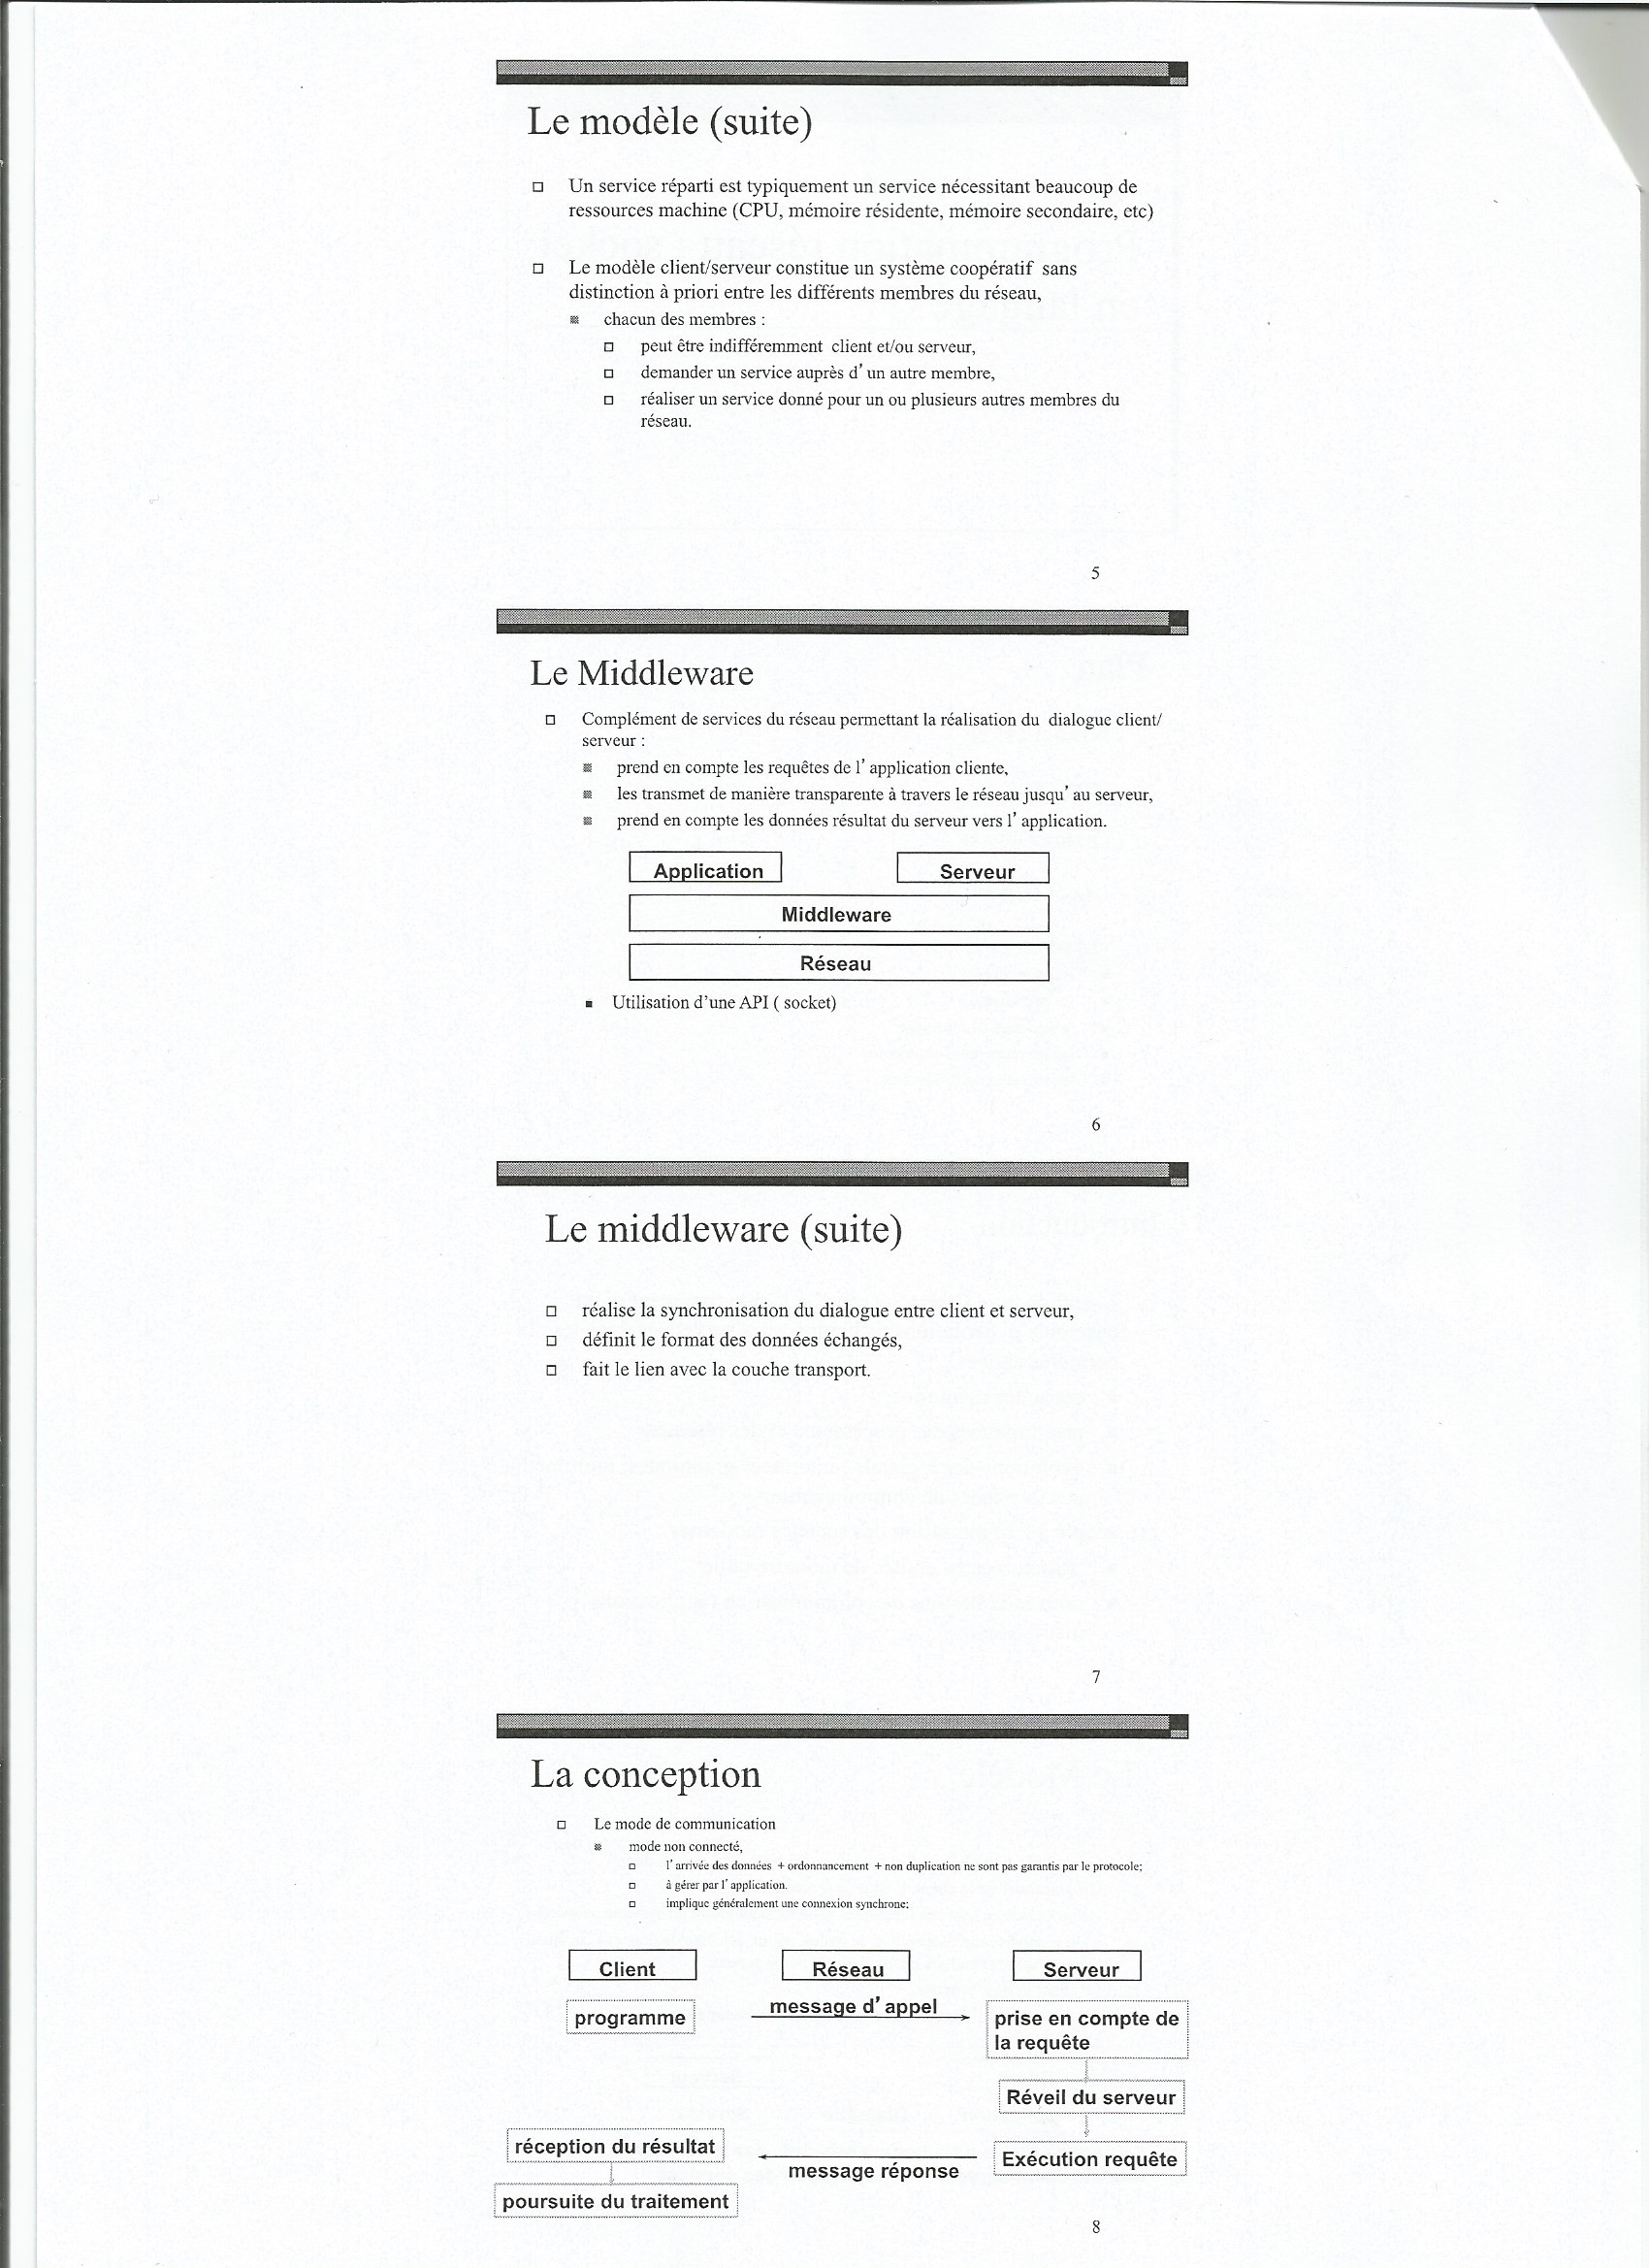 Le modèle (suite)
Un service réparti est typiquement un service nécessitant beaucoup de
ressources machine (CPU, mémoire résidente, mémoire secondaire, etc)
Le modèle client/serveur constitue un système coopératif sans
distinction à priori entre les différents membres du réseau,
chacun des membres :
peut être indifféremment client et/ou serveur,
demander un service auprès d' un autre membre,
réaliser un service donné pour un ou plusieurs autres membres du
réseau.
5
Le Middleware
Complément de services du réseau permettant la réalisation du dialogue client/
serveur :
prend en compte les requêtes de l' application cliente,
les transmet de manière transparente à travers le réseau jusqu' au serveur,
prend en compte les données résultat du serveur vers l' application.
Application Serveur
Middleware
Réseau
Utilisation d'une API ( socket)
6
Le middleware (suite)
réalise la synchronisation du dialogue entre client et serveur,
définit le format des données échangés,
fait le lien avec la couche transport.
7
La conception
Le mode de communication
mode non connecté,
l' arrivée des données + ordonnancement + non duplication ne sont pas garantis par le protocole;
à gérer par l' application.
implique généralement une connexion synchrone;
Client Réseau Serveur
programme message d' appel prise en compte de
la requête
Réveil du serveur
réception du résultat message réponse Exécution requête
poursuite du traitement
8